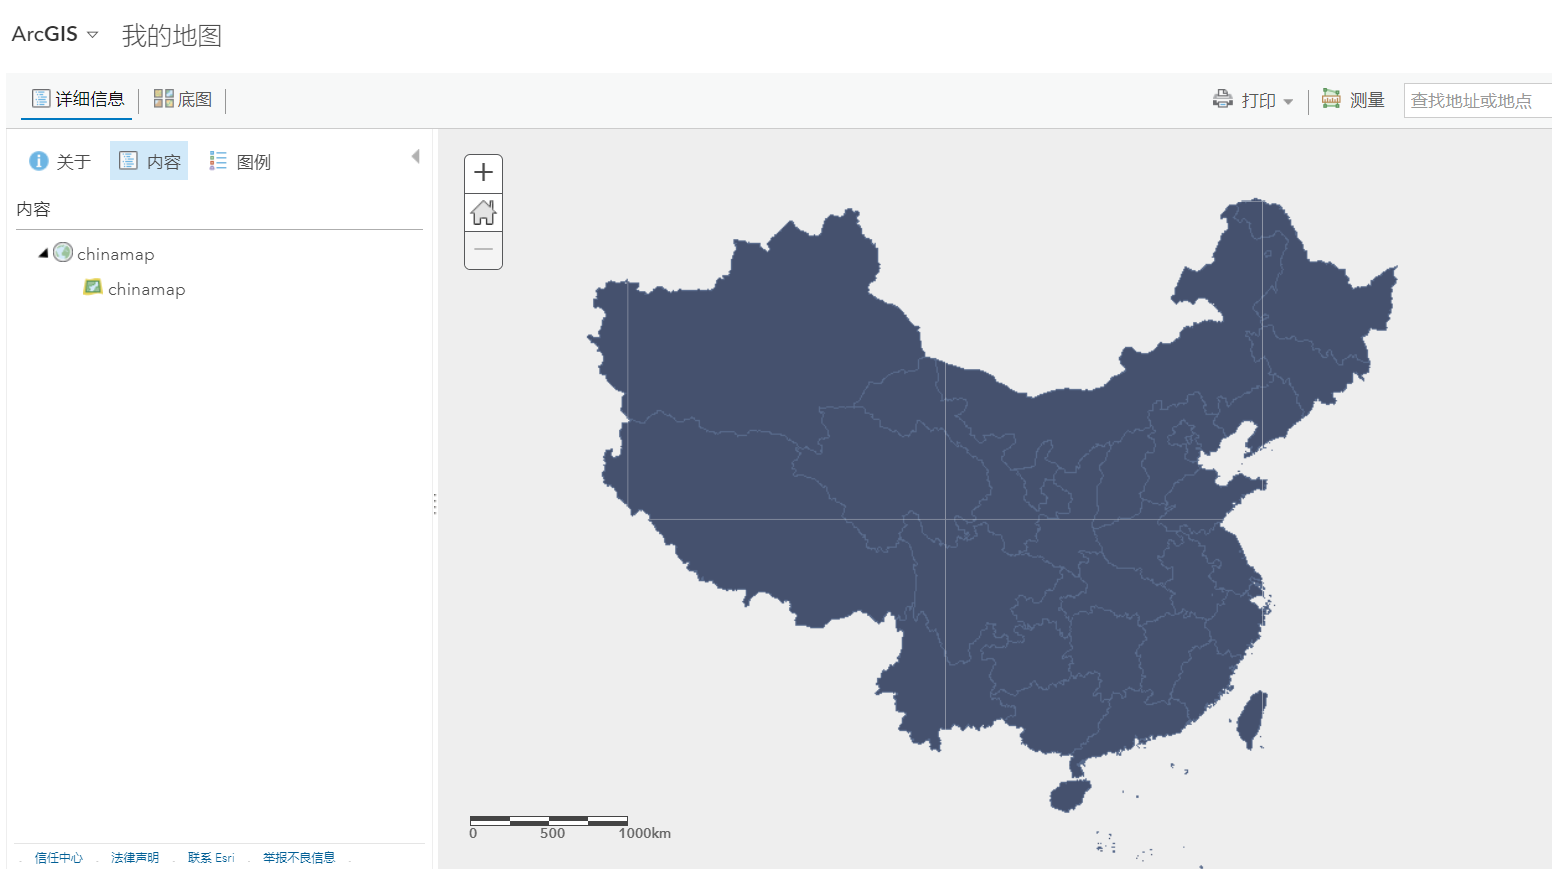 ArcGIS 我的地图
详细信息 底图 打印 测量 查找地址或地点
关于 内容 图例
内容
chinamap
chinamap
0 500 1000km
信任中心 法律声明 联系 Esri 举报不良信息